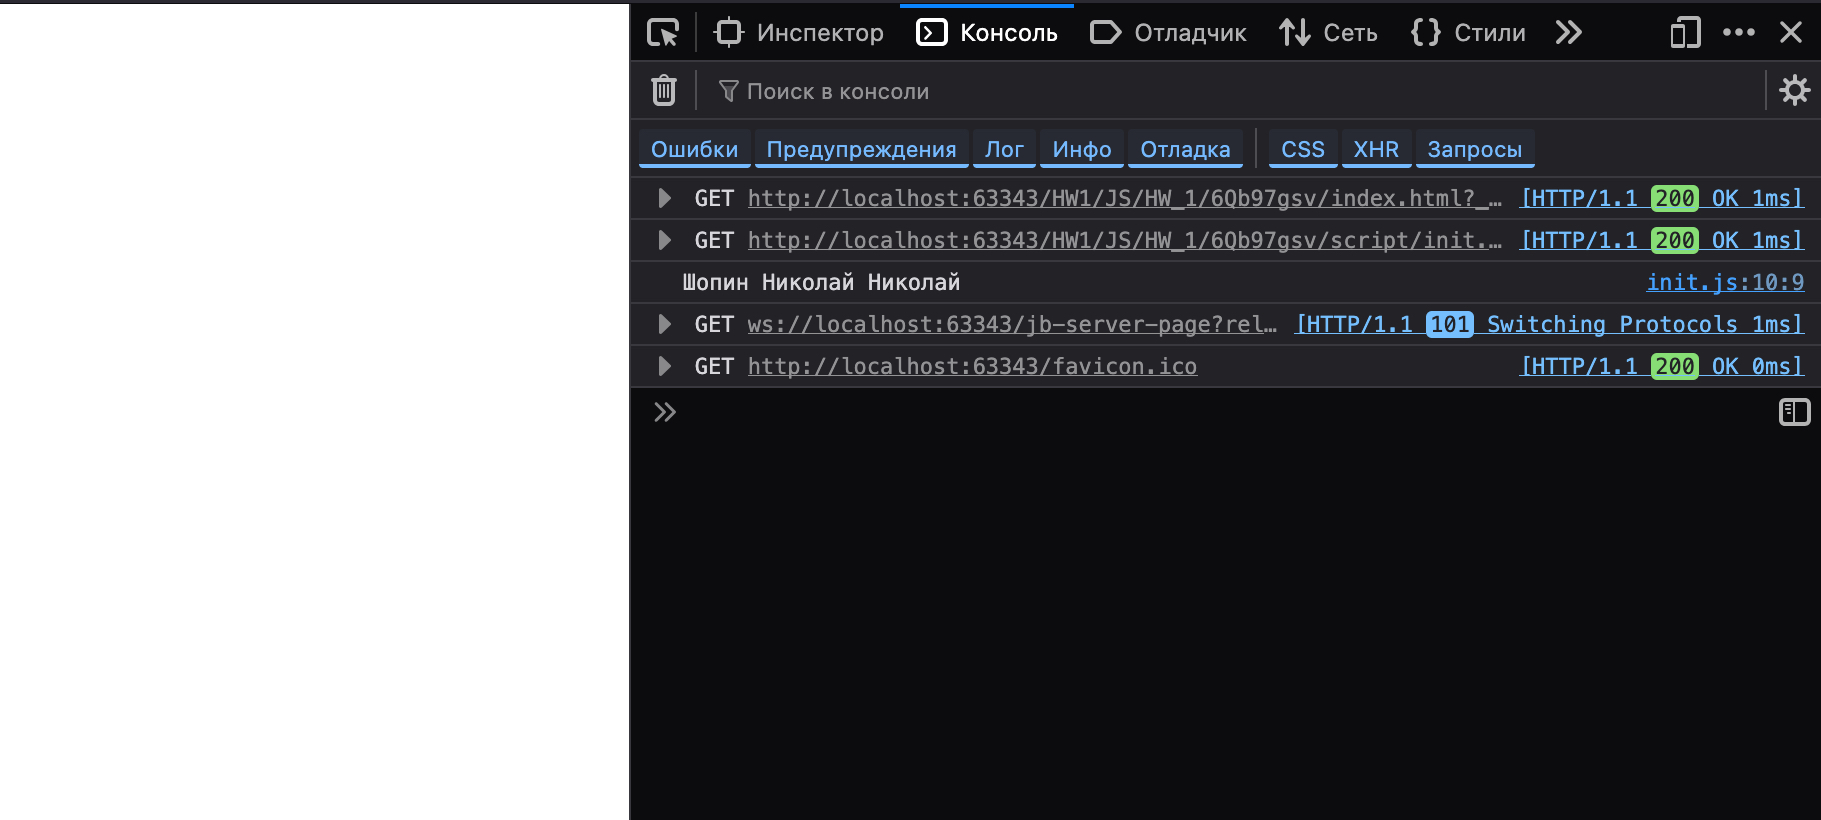 Инспектор Консоль Отладчик Сеть Стили
Поиск в консоли
Ошибки Предупреждения Лог Инфо Отладка CSS XHR Запросы
GET http://localhost:63343/HW1/JS/HW_1/6Qb97gsv/index.html?_… [HTTP/1.1 200 OK 1ms]
GET http://localhost:63343/HW1/JS/HW_1/6Qb97gsv/script/init.… [HTTP/1.1 200 OK 1ms]
Шопин Николай Николай init.js:10:9
GET ws://localhost:63343/jb-server-page?rel… [HTTP/1.1 101 Switching Protocols 1ms]
GET http://localhost:63343/favicon.ico [HTTP/1.1 200 OK 0ms]